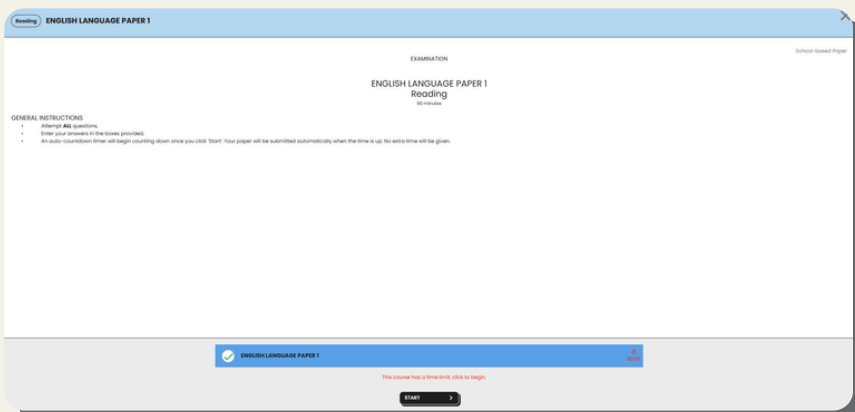 Reading ENGLISH LANGUAGE PAPER 1
School-based Paper
EXAMINATION
ENGLISH LANGUAGE PAPER 1
Reading
90 minutes
GENERAL INSTRUCTIONS
• Attempt ALL questions.
• Enter your answers in the boxes provided.
• An auto-countdown timer will begin counting down once you click 'Start'. Your paper will be submitted automatically when the time is up. No extra time will be given.
ENGLISH LANGUAGE PAPER 1
This course has a time limit, click to begin.
START